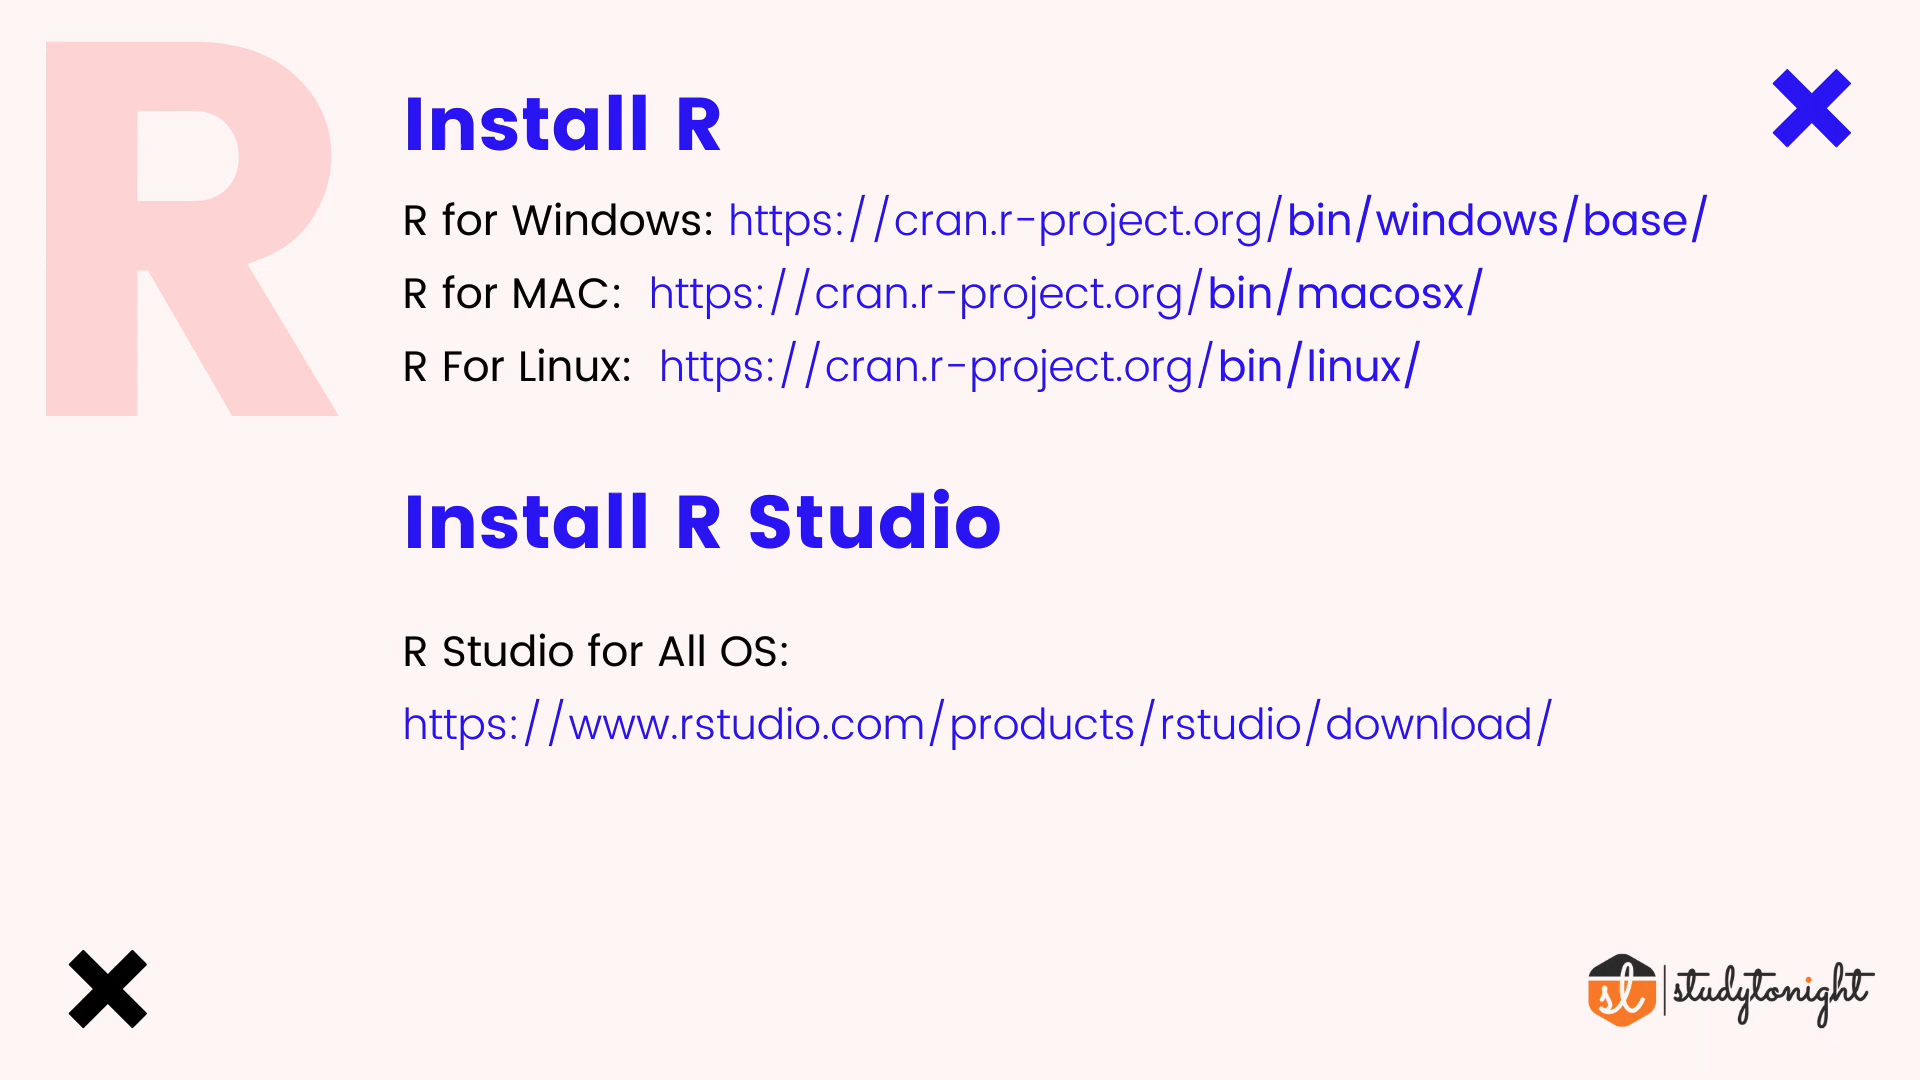 R
Install R
R for Windows: https://cran.r-project.org/bin/windows/base/
R for MAC: https://cran.r-project.org/bin/macosx/
R For Linux: https://cran.r-project.org/bin/linux/
Install R Studio
R Studio for All OS:
https://www.rstudio.com/products/rstudio/download/
st studytonight